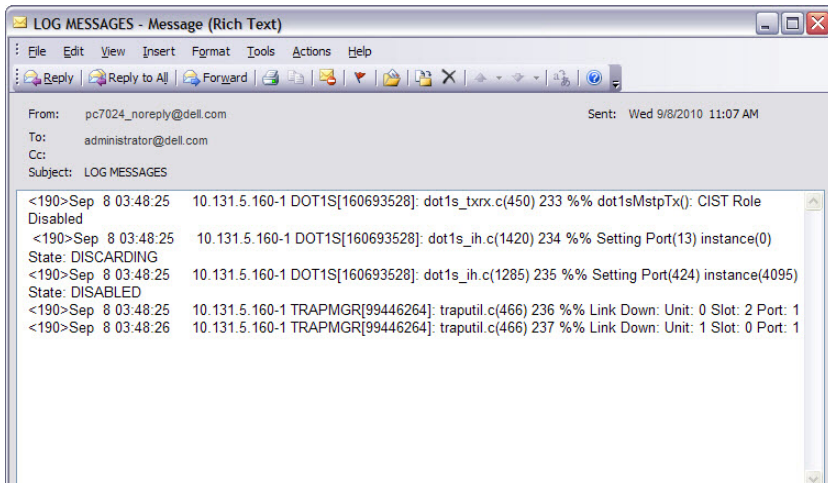 LOG MESSAGES - Message (Rich Text)
File Edit View Insert Format Tools Actions Help
Reply Reply to All Forward
From: pc7024_noreply@dell.com Sent: Wed 9/8/2010 11:07 AM
To: administrator@dell.com
Cc:
Subject: LOG MESSAGES
<190>Sep 8 03:48:25 10.131.5.160-1 DOT1S[160693528]: dot1s_txrx.c(450) 233 %% dot1sMstpTx(): CIST Role
Disabled
<190>Sep 8 03:48:25 10.131.5.160-1 DOT1S[160693528]: dot1s_ih.c(1420) 234 %% Setting Port(13) instance(0)
State: DISCARDING
<190>Sep 8 03:48:25 10.131.5.160-1 DOT1S[160693528]: dot1s_ih.c(1285) 235 %% Setting Port(424) instance(4095)
State: DISABLED
<190>Sep 8 03:48:25 10.131.5.160-1 TRAPMGR[99446264]: traputil.c(466) 236 %% Link Down: Unit: 0 Slot: 2 Port: 1
<190>Sep 8 03:48:26 10.131.5.160-1 TRAPMGR[99446264]: traputil.c(466) 237 %% Link Down: Unit: 1 Slot: 0 Port: 1